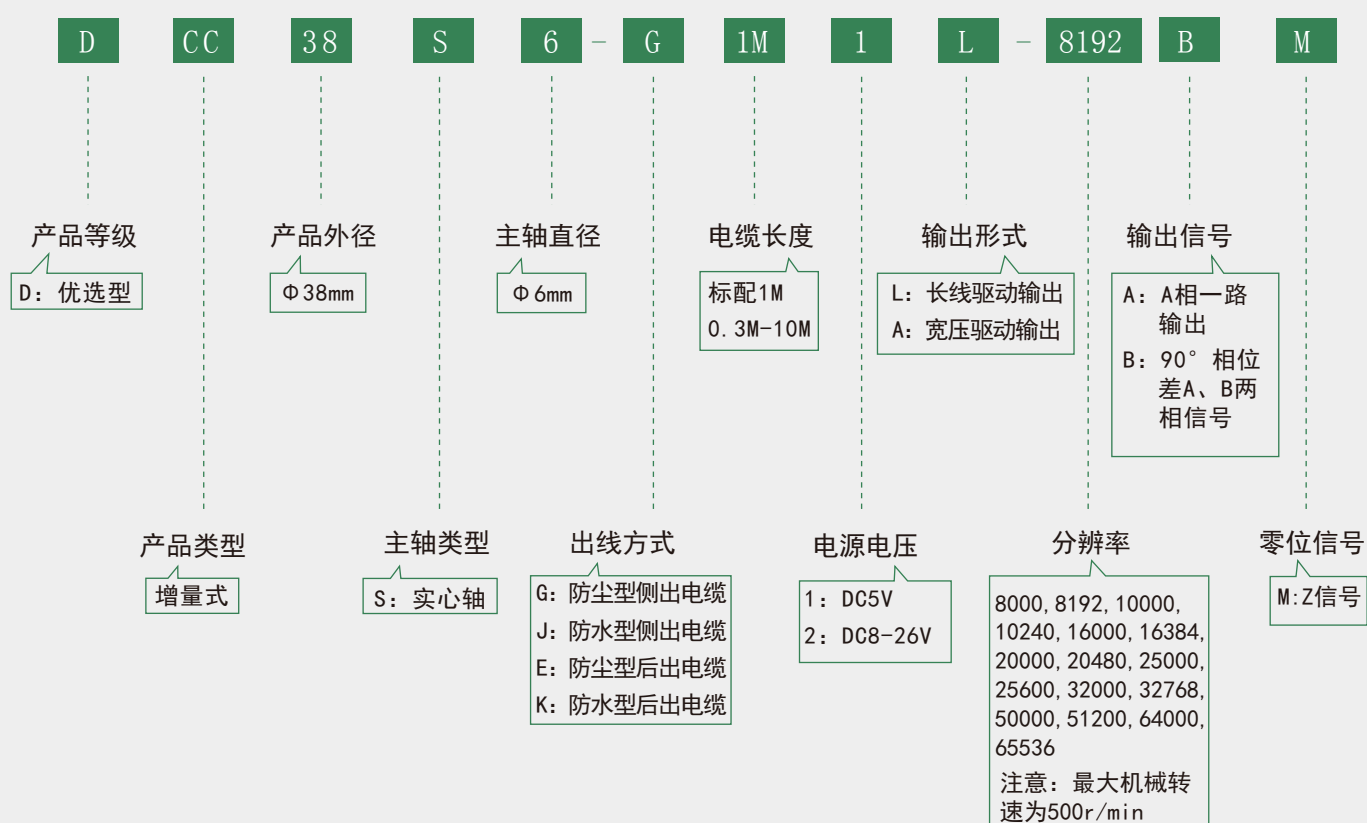 D CC 38 S 6 - G 1M 1 L - 8192 B M
产品等级
D: 优选型
产品外径
Φ38mm
主轴直径
Φ6mm
电缆长度
标配1M
0.3M-10M
输出形式
L: 长线驱动输出
A: 宽压驱动输出
输出信号
A: A相一路
输出
B: 90°相位
差A、B两
相信号
产品类型
增量式
主轴类型
S: 实心轴
出线方式
G: 防尘型侧出电缆
J: 防水型侧出电缆
E: 防尘型后出电缆
K: 防水型后出电缆
电源电压
1: DC5V
2: DC8-26V
分辨率
8000, 8192, 10000,
10240, 16000, 16384,
20000, 20480, 25000,
25600, 32000, 32768,
50000, 51200, 64000,
65536
注意: 最大机械转
速为500r/min
零位信号
M:Z信号